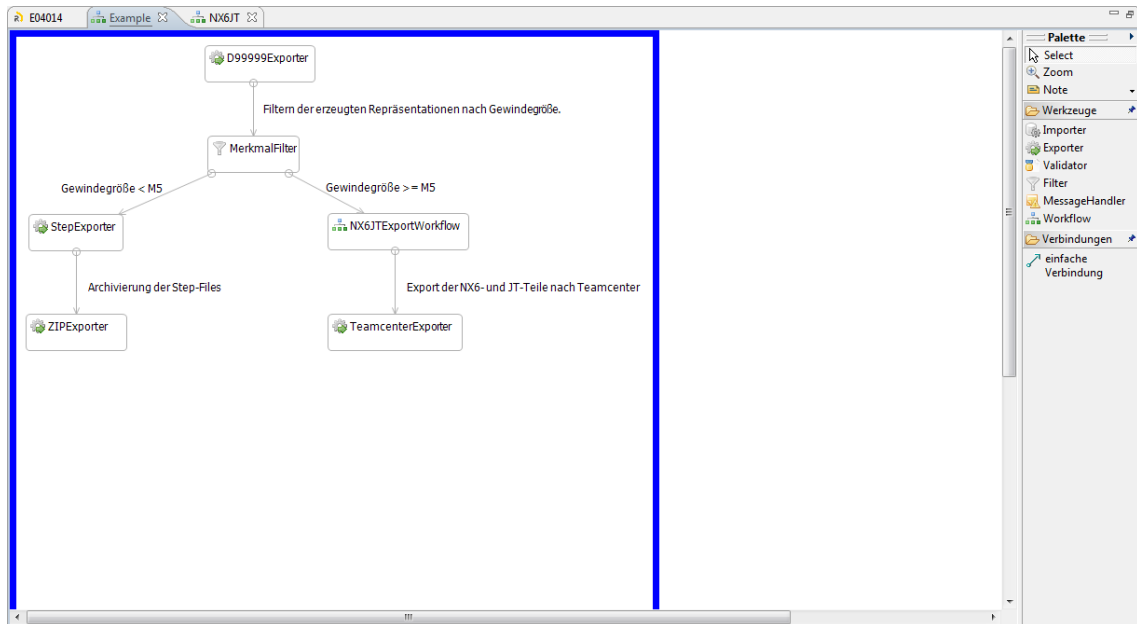 E04014
Example
NX6JT
D99999Exporter
Filtern der erzeugten Repräsentationen nach Gewindegröße.
MerkmalFilter
Gewindegröße < M5
Gewindegröße >= M5
StepExporter
NX6JTExportWorkflow
Archivierung der Step-Files
Export der NX6- und JT-Teile nach Teamcenter
ZIPExporter
TeamcenterExporter
Palette
Select
Zoom
Note
Werkzeuge
Importer
Exporter
Validator
Filter
MessageHandler
Workflow
Verbindungen
einfache
Verbindung